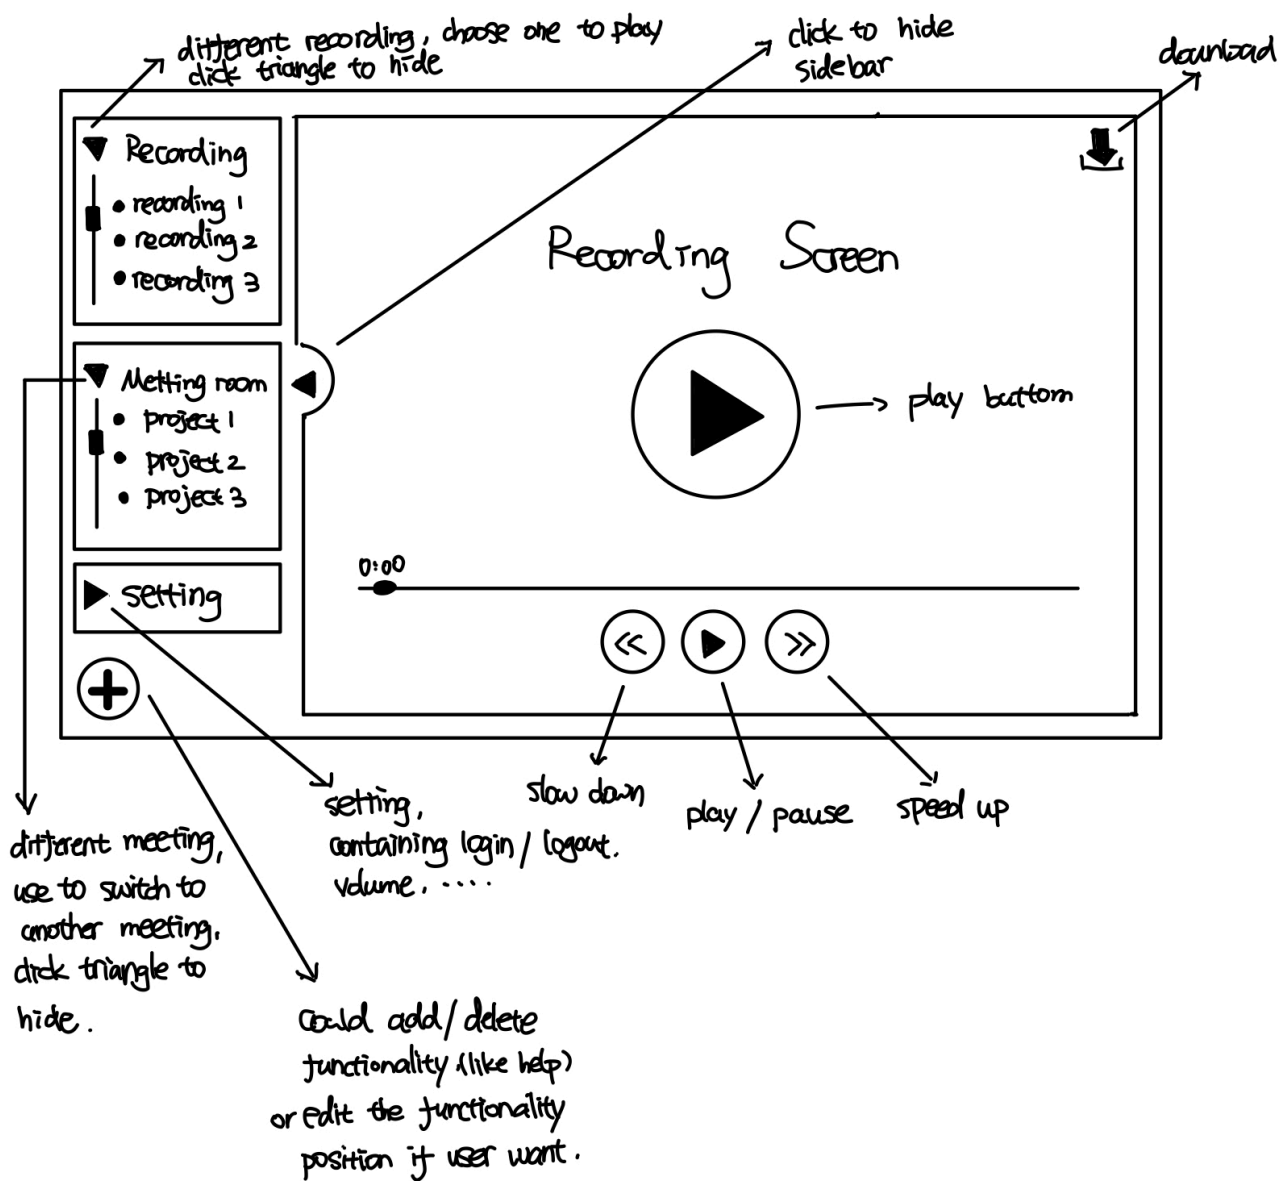 different recording, choose one to play
click triangle to hide
click to hide
sidebar
download
Recording
recording 1
recording 2
recording 3
Recording Screen
Metting room
project 1
project 2
project 3
play buttom
0:00
setting
slow down
play / pause
speed up
setting,
containing login / logout.
volume. .....
different meeting,
use to switch to
another meeting.
click triangle to
hide.
could add / delete
functionality (like help)
or edit the functionality
position if user want.